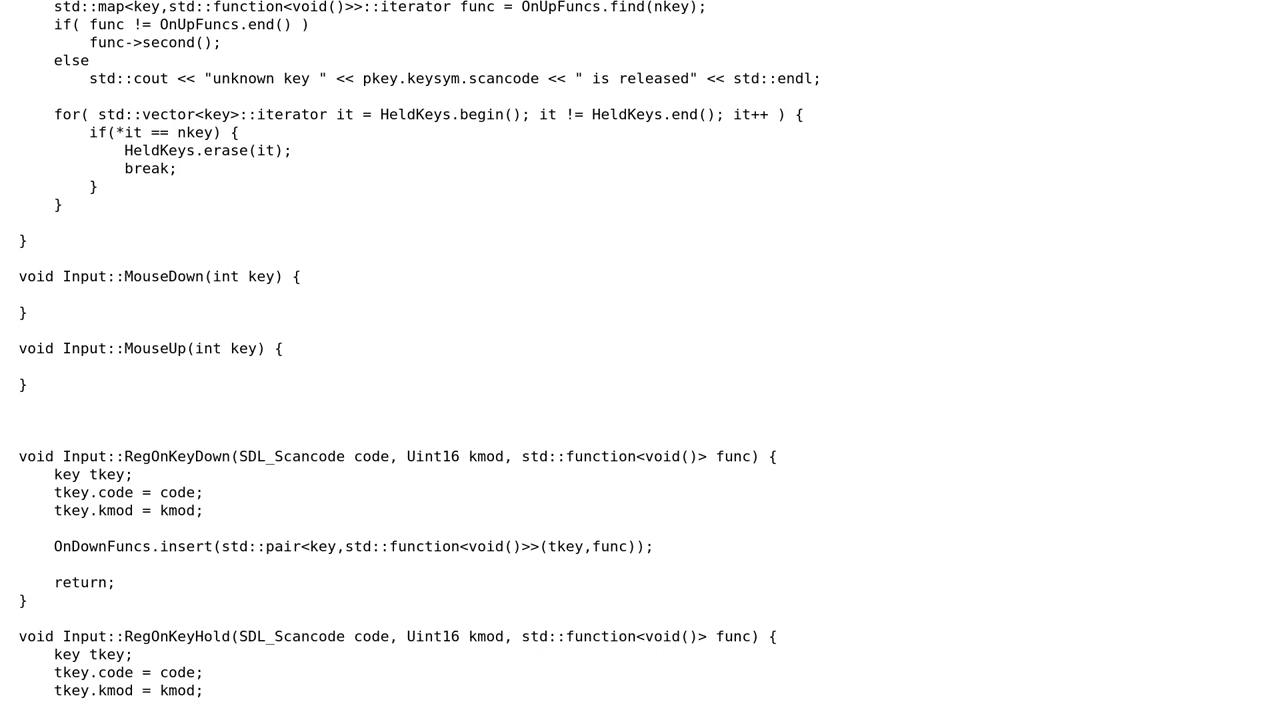 std::map<key,std::function<void()>>::iterator func = OnUpFuncs.find(nkey);
    if( func != OnUpFuncs.end() )
        func->second();
    else
        std::cout << "unknown key " << pkey.keysym.scancode << " is released" << std::endl;

    for( std::vector<key>::iterator it = HeldKeys.begin(); it != HeldKeys.end(); it++ ) {
        if(*it == nkey) {
            HeldKeys.erase(it);
            break;
        }
    }

}

void Input::MouseDown(int key) {

}

void Input::MouseUp(int key) {

}



void Input::RegOnKeyDown(SDL_Scancode code, Uint16 kmod, std::function<void()> func) {
    key tkey;
    tkey.code = code;
    tkey.kmod = kmod;

    OnDownFuncs.insert(std::pair<key,std::function<void()>>(tkey,func));

    return;
}

void Input::RegOnKeyHold(SDL_Scancode code, Uint16 kmod, std::function<void()> func) {
    key tkey;
    tkey.code = code;
    tkey.kmod = kmod;